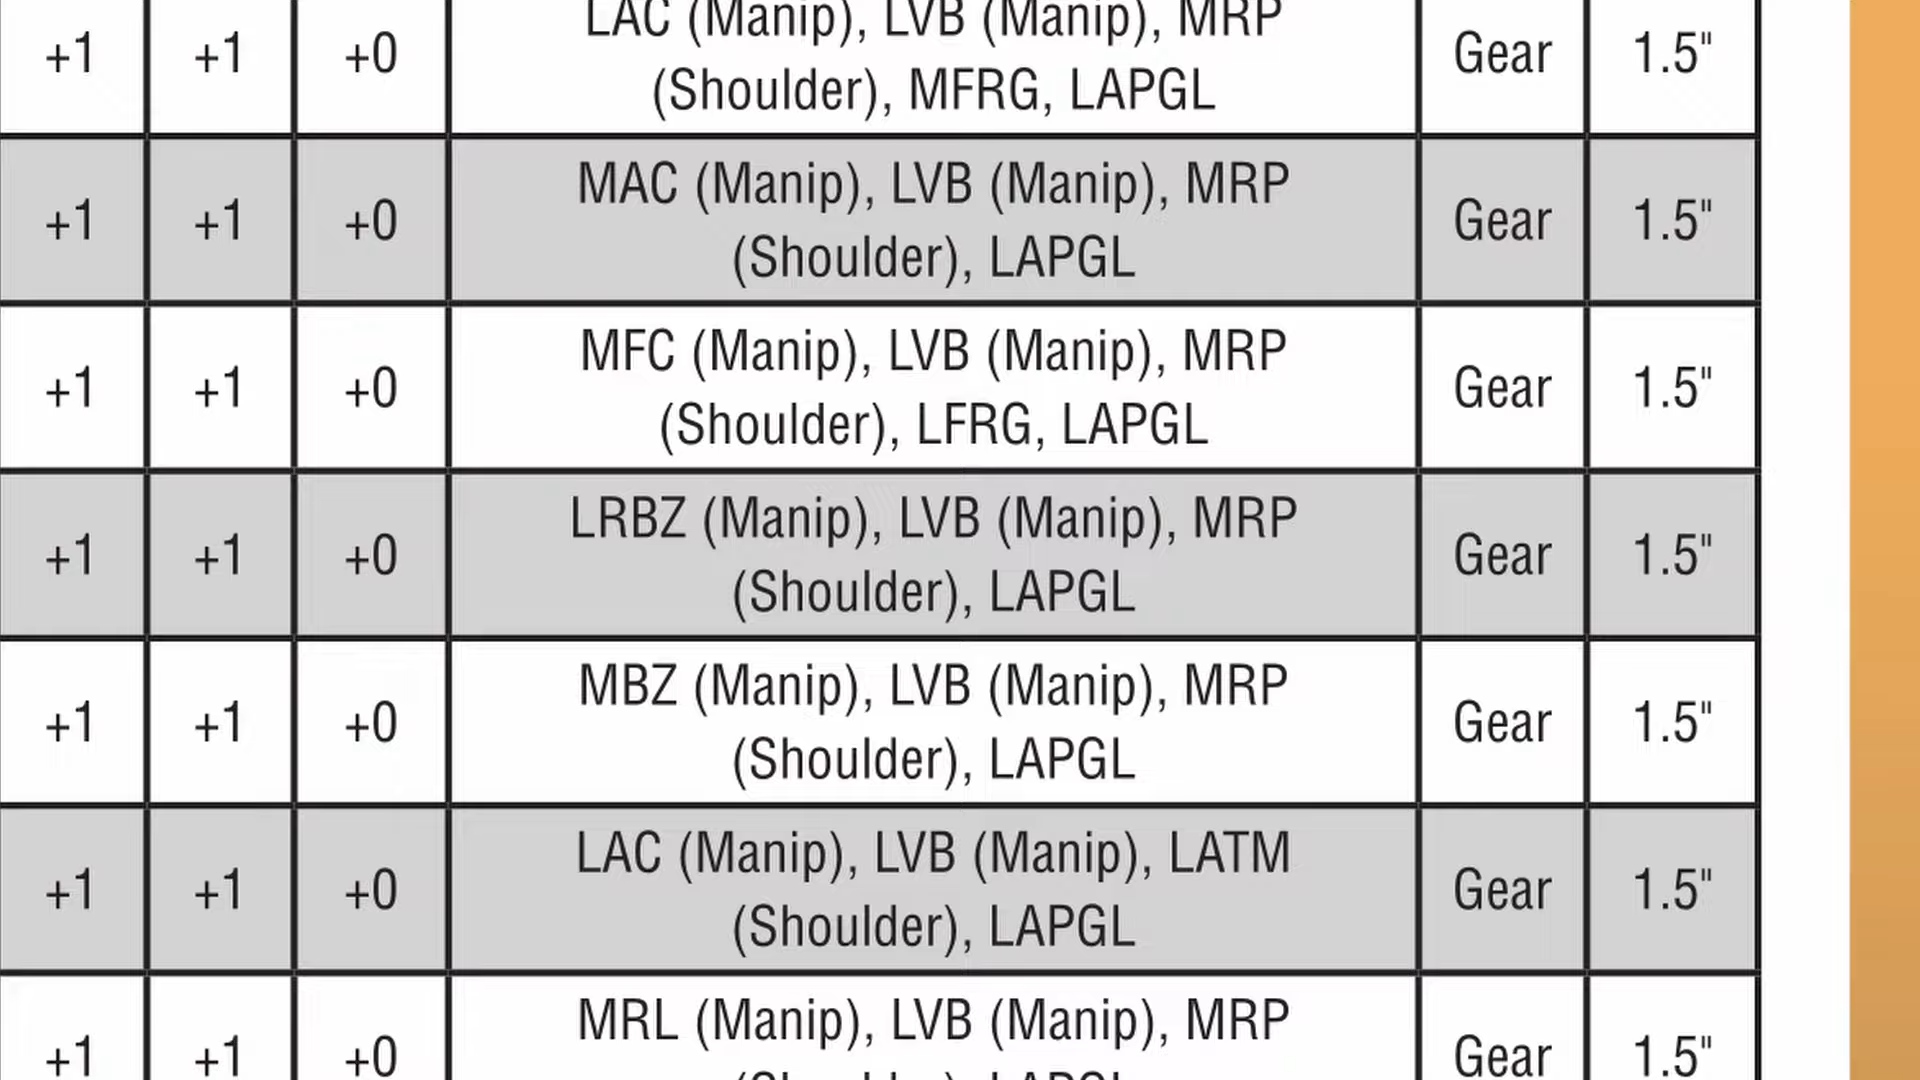 LAC (Manip), LVB (Manip), MRP
+1 +1 +0 Gear 1.5"
(Shoulder), MFRG, LAPGL
MAC (Manip), LVB (Manip), MRP
+1 +1 +0 Gear 1.5"
(Shoulder), LAPGL
MFC (Manip), LVB (Manip), MRP
+1 +1 +0 Gear 1.5"
(Shoulder), LFRG, LAPGL
LRBZ (Manip), LVB (Manip), MRP
+1 +1 +0 Gear 1.5"
(Shoulder), LAPGL
MBZ (Manip), LVB (Manip), MRP
+1 +1 +0 Gear 1.5"
(Shoulder), LAPGL
LAC (Manip), LVB (Manip), LATM
+1 +1 +0 Gear 1.5"
(Shoulder), LAPGL
MRL (Manip), LVB (Manip), MRP
+1 +1 +0 Gear 1.5"